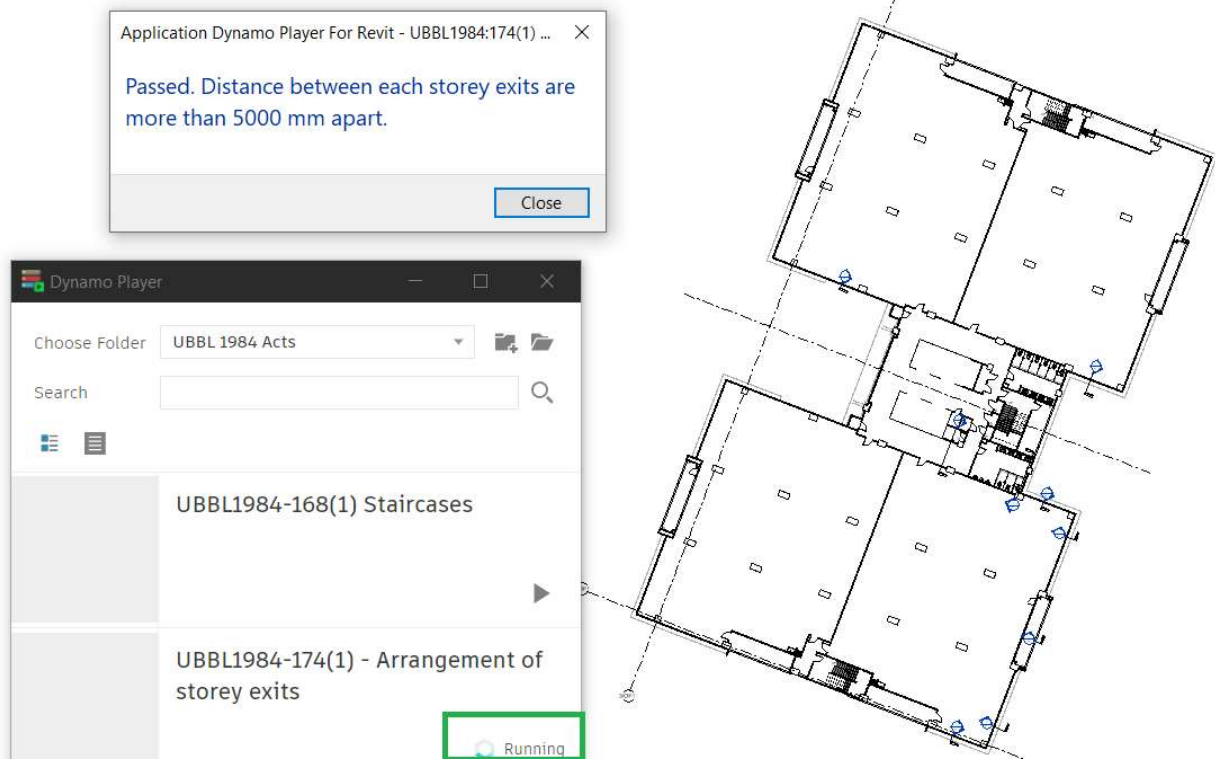 Application Dynamo Player For Revit - UBBL1984:174(1) ...
Passed. Distance between each storey exits are
more than 5000 mm apart.
Close
Dynamo Player
Choose Folder
UBBL 1984 Acts
Search
UBBL1984-168(1) Staircases
UBBL1984-174(1) - Arrangement of
storey exits
Running